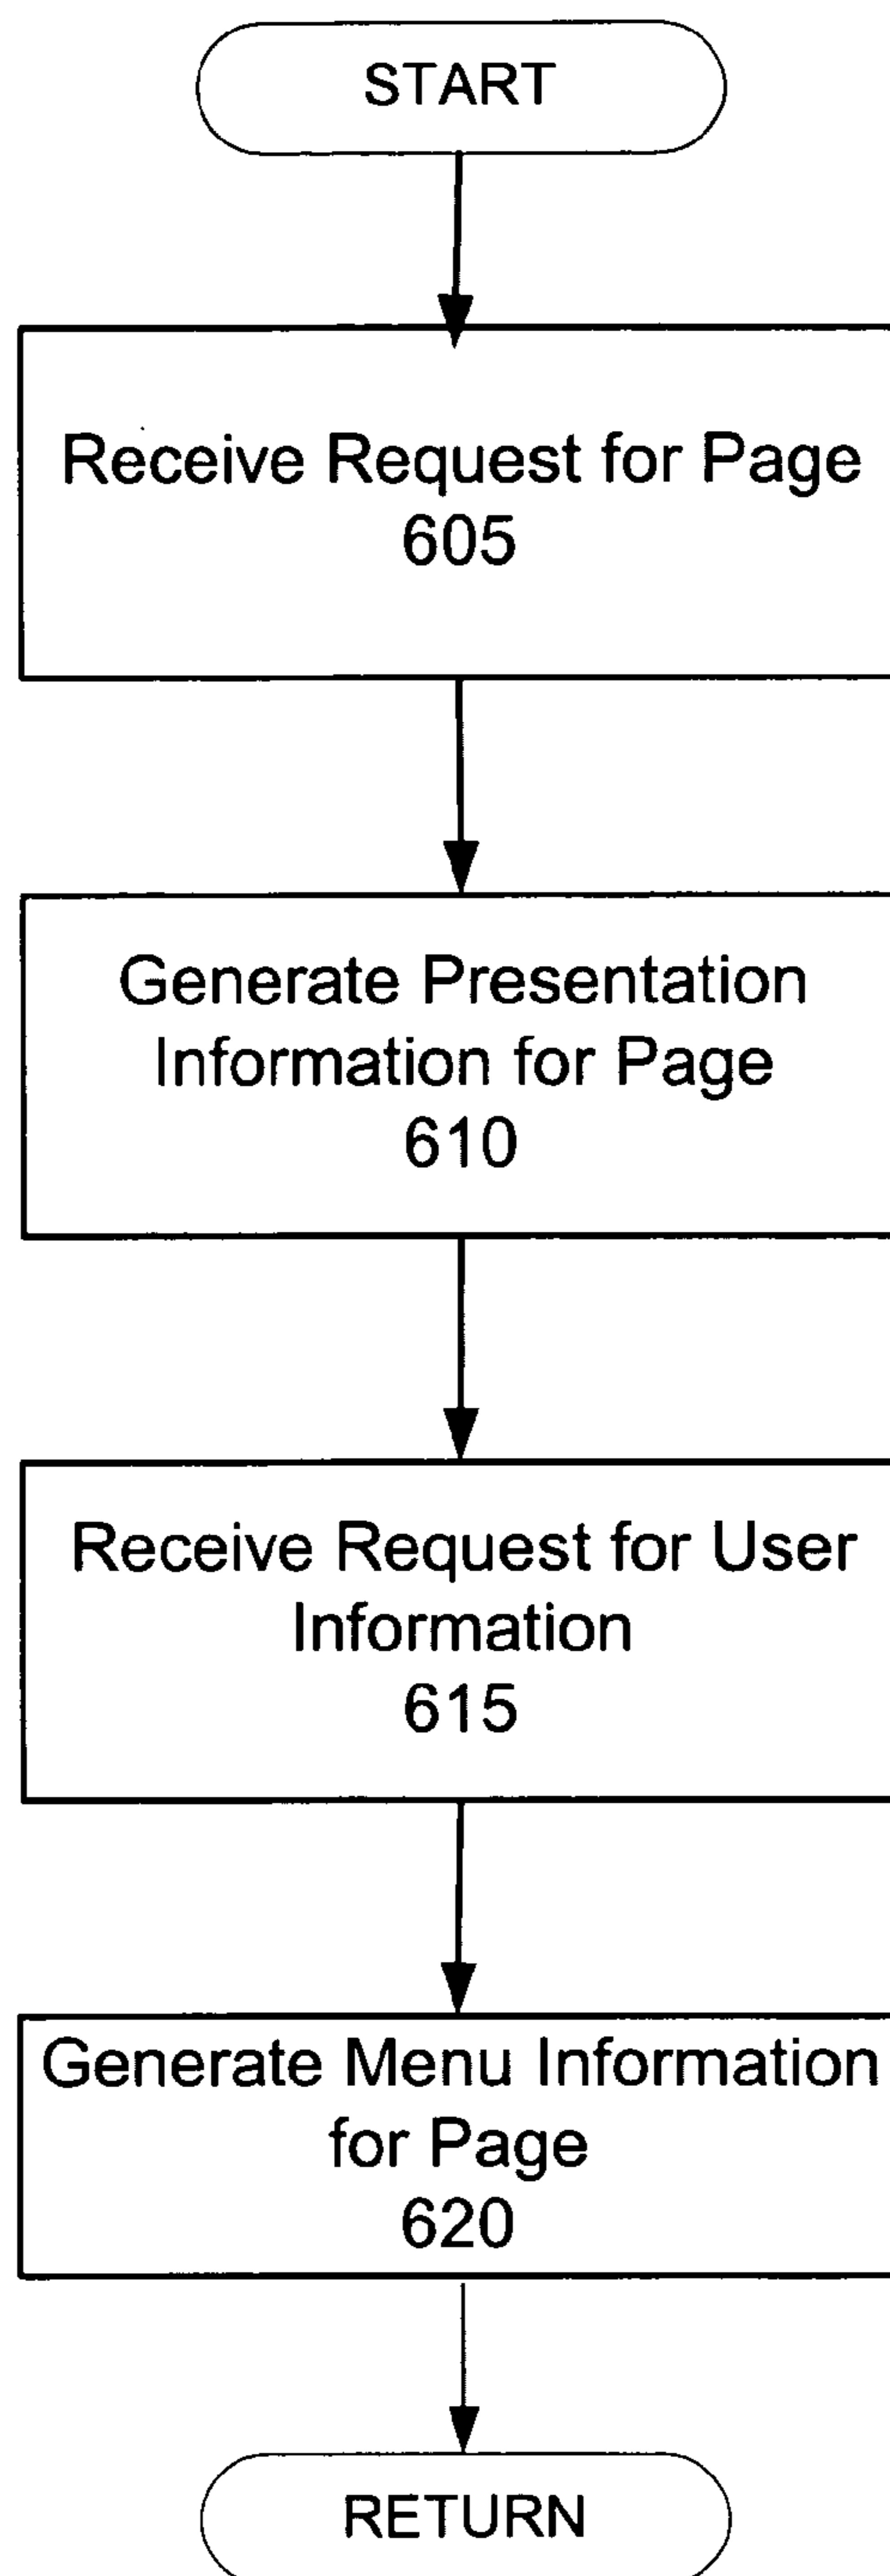 START
Receive Request for Page
605
Generate Presentation
Information for Page
610
Receive Request for User
Information
615
Generate Menu Information
for Page
620
RETURN